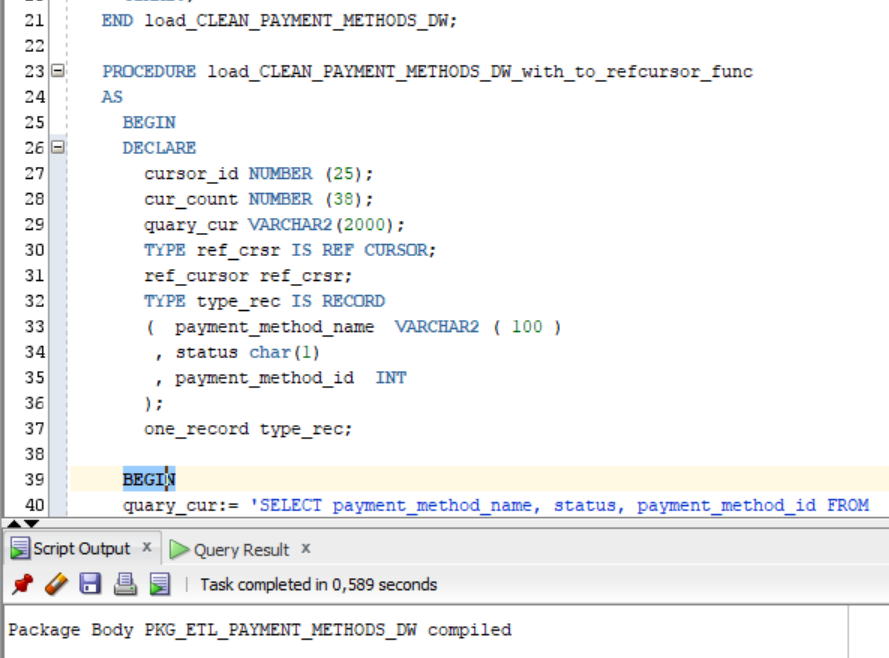 21 END load_CLEAN_PAYMENT_METHODS_DW;
22
23 PROCEDURE load_CLEAN_PAYMENT_METHODS_DW_with_to_refcursor_func
24 AS
25 BEGIN
26 DECLARE
27 cursor_id NUMBER (25);
28 cur_count NUMBER (38);
29 quary_cur VARCHAR2(2000);
30 TYPE ref_crsr IS REF CURSOR;
31 ref_cursor ref_crsr;
32 TYPE type_rec IS RECORD
33 ( payment_method_name VARCHAR2 ( 100 )
34 , status char(1)
35 , payment_method_id INT
36 );
37 one_record type_rec;
38
39 BEGIN
40 quary_cur:= 'SELECT payment_method_name, status, payment_method_id FROM
Script Output x Query Result x
Task completed in 0,589 seconds
Package Body PKG_ETL_PAYMENT_METHODS_DW compiled